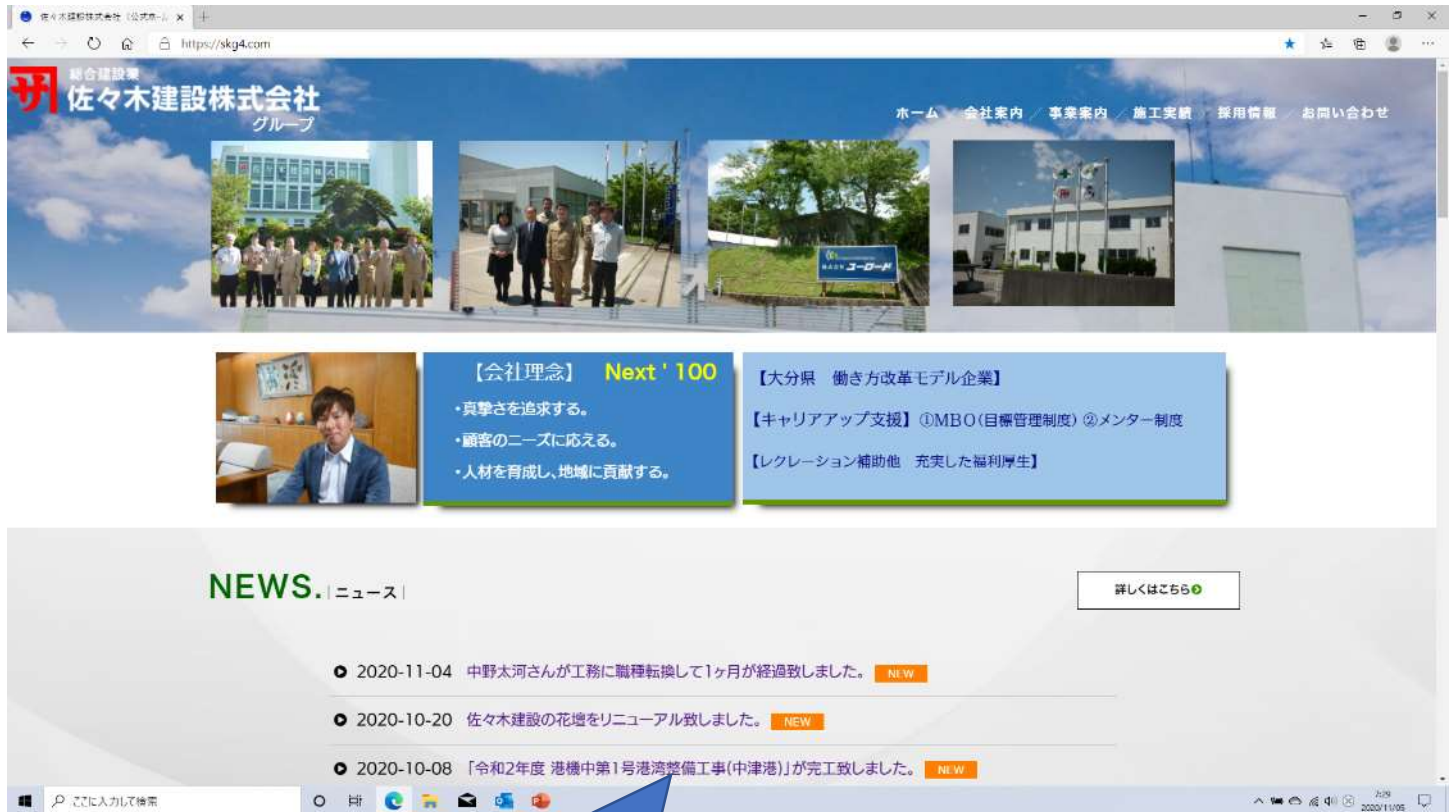 佐々木建設株式会社 (公式ホーム
https://skg4.com
総合建設業
佐々木建設株式会社
グループ
ホーム / 会社案内 / 事業案内 / 施工実績 / 採用情報 / お問い合わせ
ユーロード
【会社理念】 Next ' 100
・真摯さを追求する。
・顧客のニーズに応える。
・人材を育成し、地域に貢献する。
【大分県 働き方改革モデル企業】
【キャリアアップ支援】①MBO(目標管理制度) ②メンター制度
【レクレーション補助他 充実した福利厚生】
NEWS. |ニュース|
詳しくはこちら
2020-11-04 中野太河さんが工務に職種転換して1ヶ月が経過致しました。 NEW
2020-10-20 佐々木建設の花壇をリニューアル致しました。 NEW
2020-10-08 「令和2年度 港機中第1号港湾整備工事(中津港)」が完工致しました。 NEW
ここに入力して検索
7:29
2020/11/05